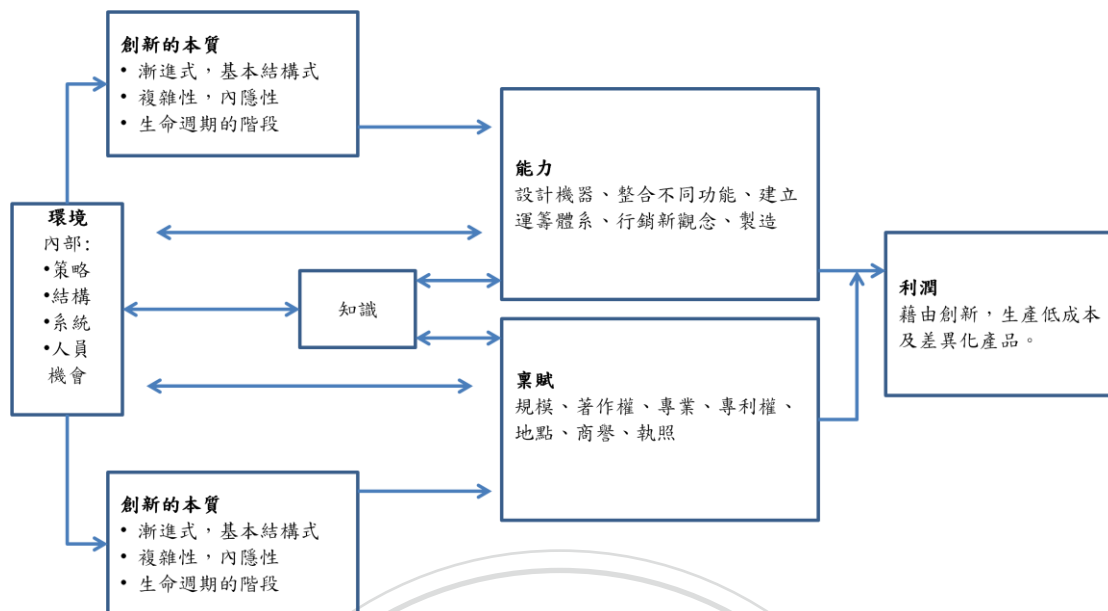 創新的本質
• 漸進式，基本結構式
• 複雜性，內隱性
• 生命週期的階段
環境
內部:
•策略
•結構
•系統
•人員
機會
知識
能力
設計機器、整合不同功能、建立
運籌體系、行銷新觀念、製造
稟賦
規模、著作權、專業、專利權、
地點、商譽、執照
利潤
藉由創新，生產低成本
及差異化產品。
創新的本質
• 漸進式，基本結構式
• 複雜性，內隱性
• 生命週期的階段